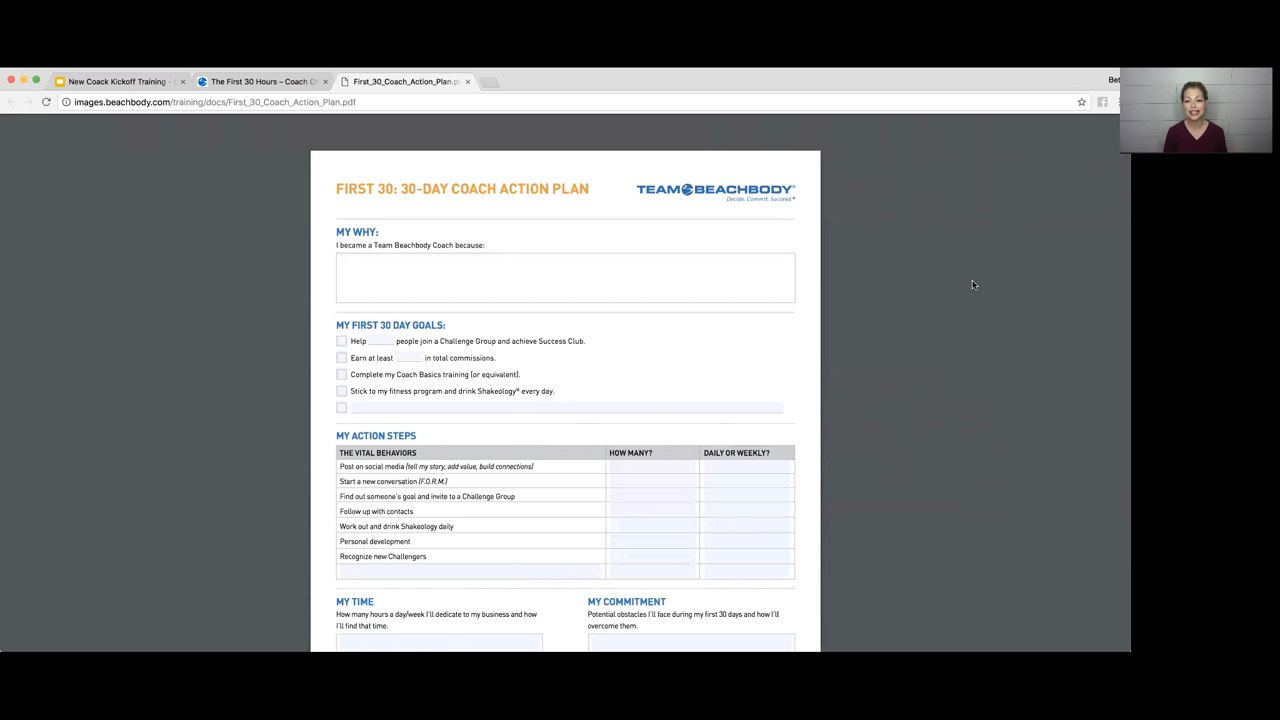 New Coack Kickoff Training -
The First 30 Hours – Coach O
First_30_Coach_Action_Plan.p
Bet
images.beachbody.com/training/docs/First_30_Coach_Action_Plan.pdf
FIRST 30: 30-DAY COACH ACTION PLAN
TEAM BEACHBODY®
Decide. Commit. Succeed.®
MY WHY:
I became a Team Beachbody Coach because:
MY FIRST 30 DAY GOALS:
Help people join a Challenge Group and achieve Success Club.
Earn at least in total commissions.
Complete my Coach Basics training (or equivalent).
Stick to my fitness program and drink Shakeology® every day.
MY ACTION STEPS
THE VITAL BEHAVIORS HOW MANY? DAILY OR WEEKLY?
Post on social media (tell my story, add value, build connections)
Start a new conversation (F.O.R.M.)
Find out someone's goal and invite to a Challenge Group
Follow up with contacts
Work out and drink Shakeology daily
Personal development
Recognize new Challengers
MY TIME
How many hours a day/week I'll dedicate to my business and how
I'll find that time.
MY COMMITMENT
Potential obstacles I'll face during my first 30 days and how I'll
overcome them.